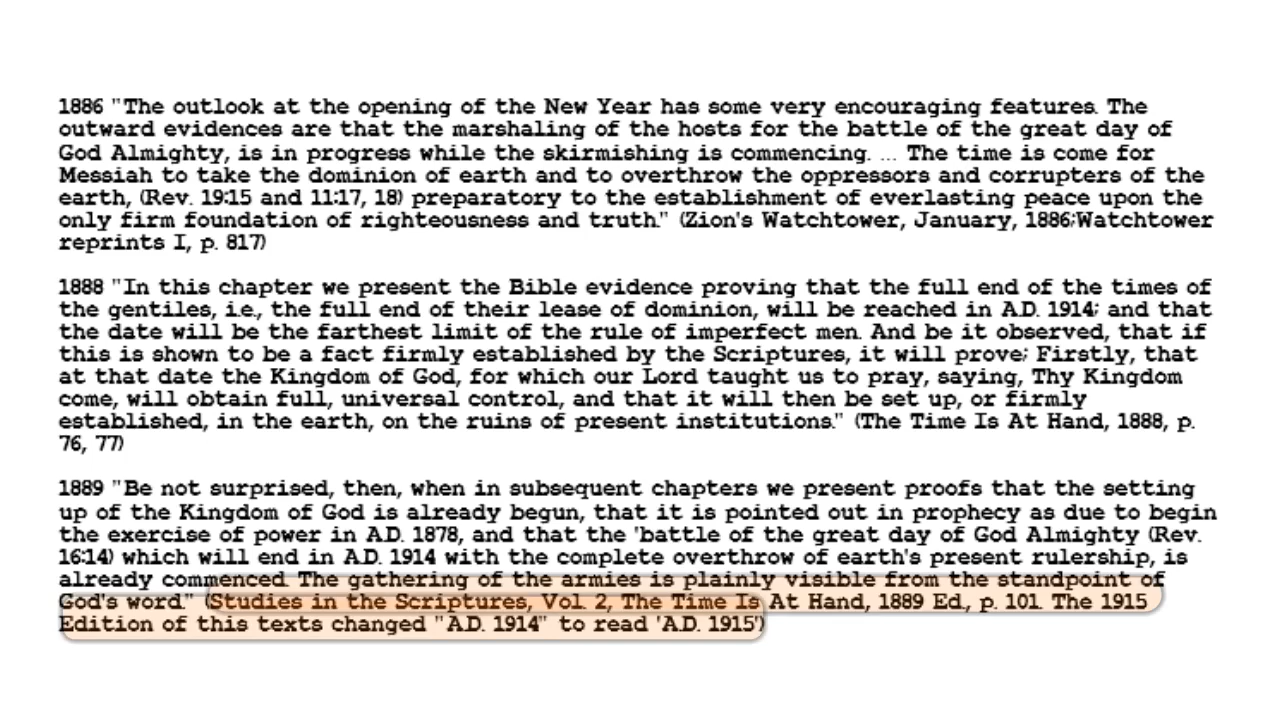 1886 "The outlook at the opening of the New Year has some very encouraging features. The
outward evidences are that the marshaling of the hosts for the battle of the great day of
God Almighty, is in progress while the skirmishing is commencing. ... The time is come for
Messiah to take the dominion of earth and to overthrow the oppressors and corrupters of the
earth, (Rev. 19:15 and 11:17, 18) preparatory to the establishment of everlasting peace upon the
only firm foundation of righteousness and truth." (Zion's Watchtower, January, 1886;Watchtower
reprints I, p. 817)
1888 "In this chapter we present the Bible evidence proving that the full end of the times of
the gentiles, i.e., the full end of their lease of dominion, will be reached in A.D. 1914; and that
the date will be the farthest limit of the rule of imperfect men. And be it observed, that if
this is shown to be a fact firmly established by the Scriptures, it will prove; Firstly, that
at that date the Kingdom of God, for which our Lord taught us to pray, saying, Thy Kingdom
come, will obtain full, universal control, and that it will then be set up, or firmly
established, in the earth, on the ruins of present institutions." (The Time Is At Hand, 1888, p.
76, 77)
1889 "Be not surprised, then, when in subsequent chapters we present proofs that the setting
up of the Kingdom of God is already begun, that it is pointed out in prophecy as due to begin
the exercise of power in A.D. 1878, and that the 'battle of the great day of God Almighty (Rev.
16:14) which will end in A.D. 1914 with the complete overthrow of earth's present rulership, is
already commenced. The gathering of the armies is plainly visible from the standpoint of
God's word." (Studies in the Scriptures, Vol. 2, The Time Is At Hand, 1889 Ed., p. 101. The 1915
Edition of this texts changed "A.D. 1914" to read 'A.D. 1915')